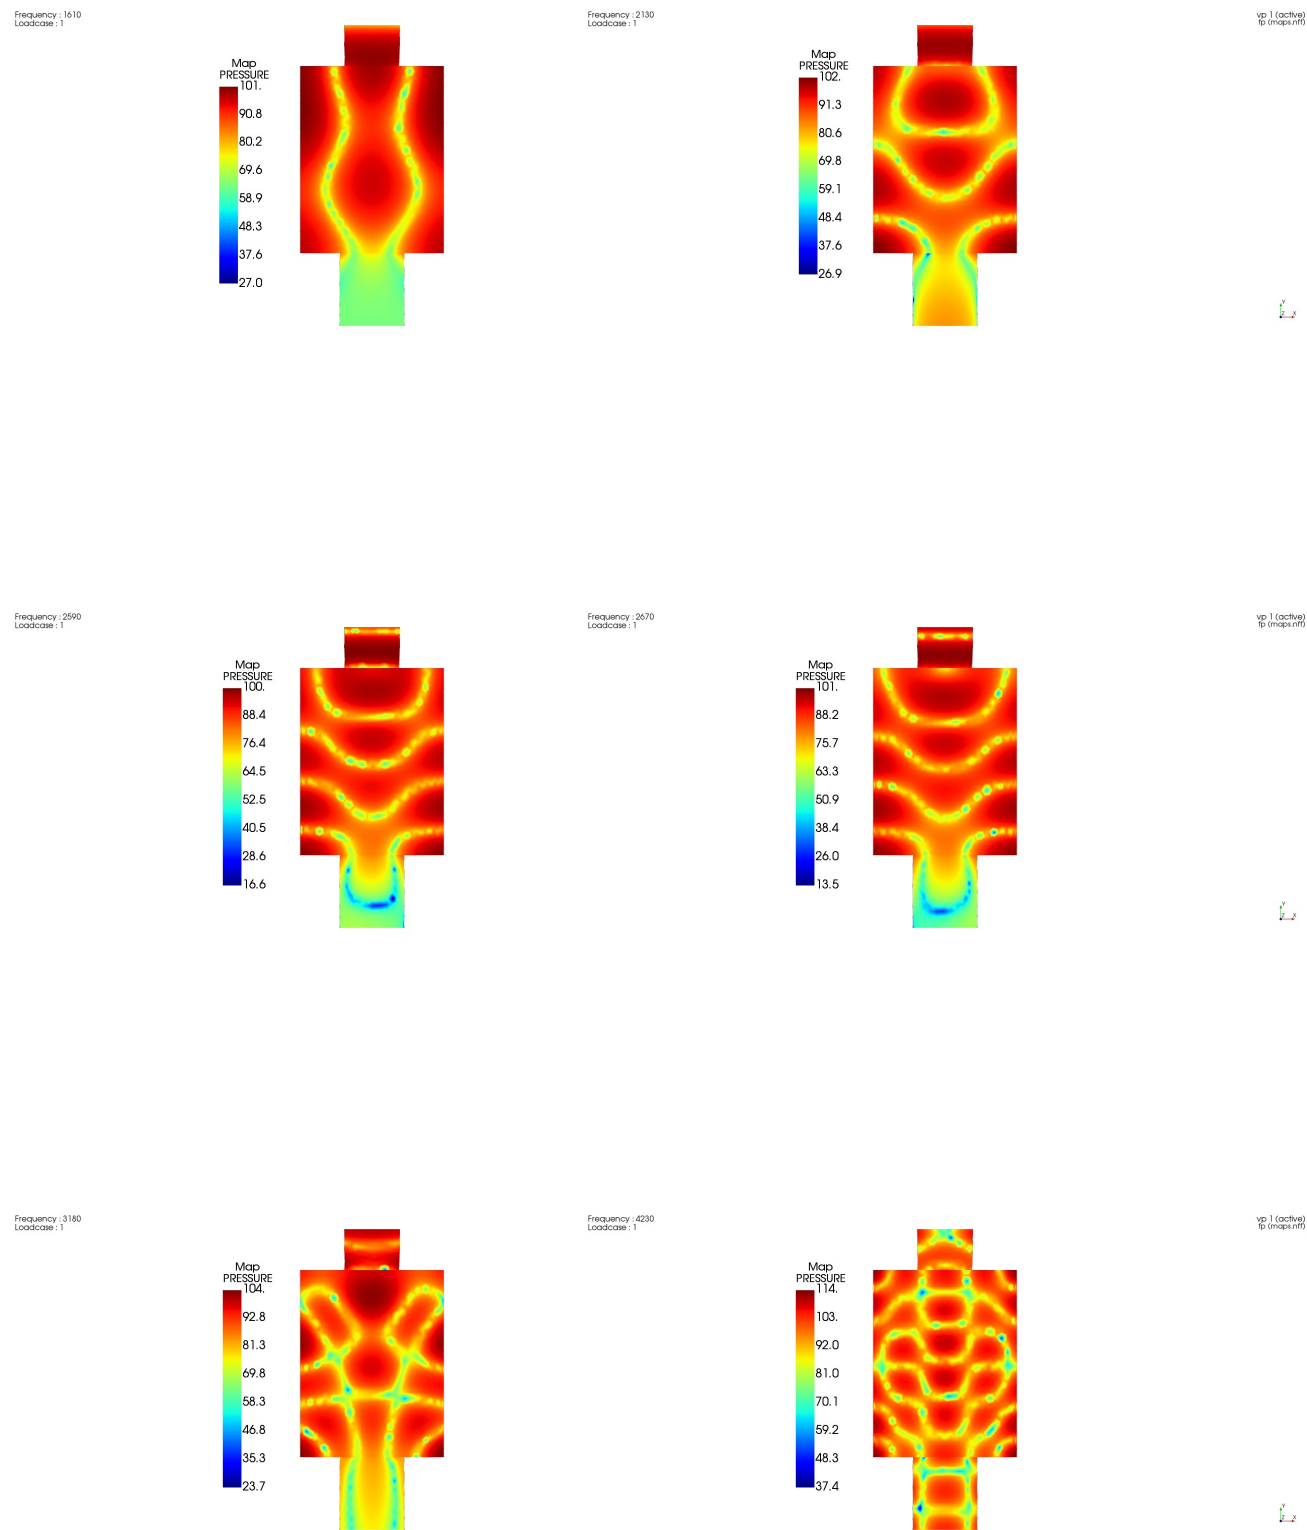 Frequency : 1610
Loadcase : 1
Map
PRESSURE
101.
90.8
80.2
69.6
58.9
48.3
37.6
27.0
Frequency : 2130
Loadcase : 1
vp 1 (active)
fp (maps.nff)
Map
PRESSURE
102.
91.3
80.6
69.8
59.1
48.4
37.6
26.9
Y
Z X
Frequency : 2590
Loadcase : 1
Map
PRESSURE
100.
88.4
76.4
64.5
52.5
40.5
28.6
16.6
Frequency : 2670
Loadcase : 1
vp 1 (active)
fp (maps.nff)
Map
PRESSURE
101.
88.2
75.7
63.3
50.9
38.4
26.0
13.5
Y
Z X
Frequency : 3180
Loadcase : 1
Map
PRESSURE
104.
92.8
81.3
69.8
58.3
46.8
35.3
23.7
Frequency : 4230
Loadcase : 1
vp 1 (active)
fp (maps.nff)
Map
PRESSURE
114.
103.
92.0
81.0
70.1
59.2
48.3
37.4
Y
Z X